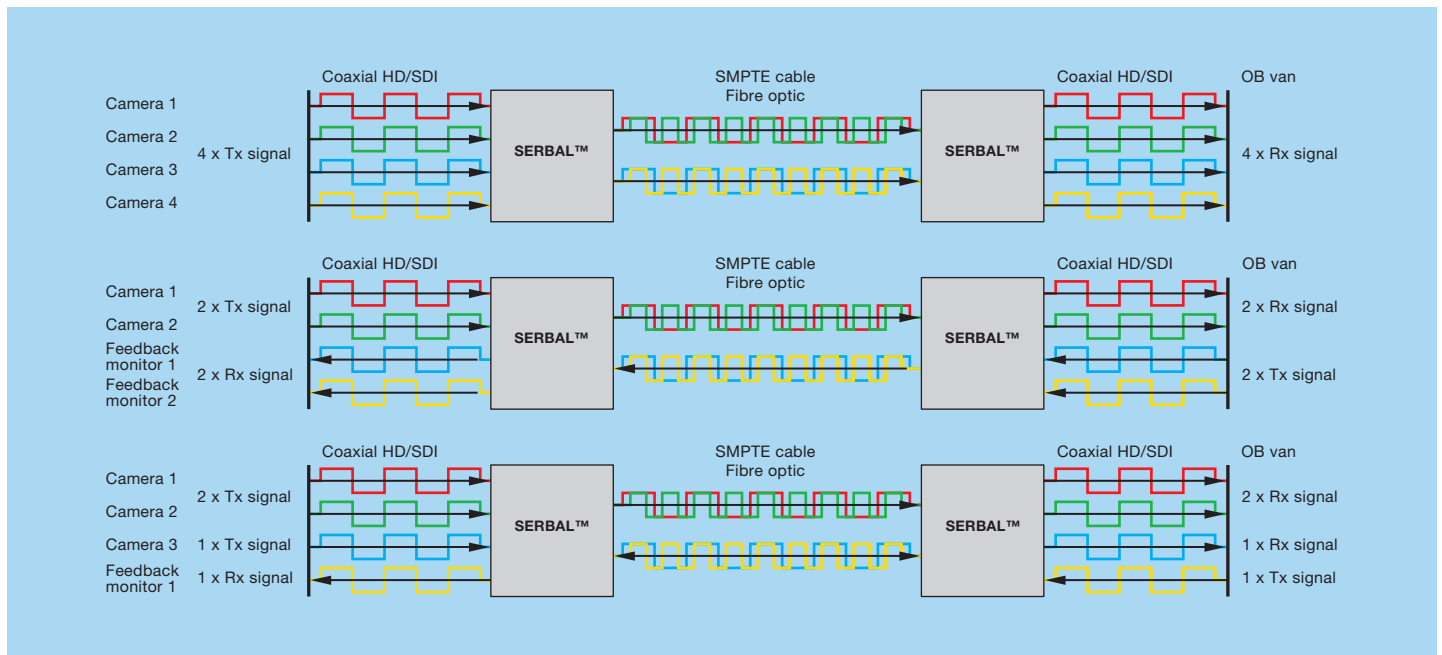 Coaxial HD/SDI
SMPTE cable
Fibre optic
Coaxial HD/SDI
OB van
Camera 1
Camera 2
4 x Tx signal
Camera 3
Camera 4
SERBAL™
SERBAL™
4 x Rx signal
Coaxial HD/SDI
SMPTE cable
Fibre optic
Coaxial HD/SDI
OB van
Camera 1
2 x Tx signal
Camera 2
Feedback
monitor 1
2 x Rx signal
Feedback
monitor 2
SERBAL™
SERBAL™
2 x Rx signal
2 x Tx signal
Coaxial HD/SDI
SMPTE cable
Fibre optic
Coaxial HD/SDI
OB van
Camera 1
2 x Tx signal
Camera 2
Camera 3
1 x Tx signal
Feedback
monitor 1
1 x Rx signal
SERBAL™
SERBAL™
2 x Rx signal
1 x Rx signal
1 x Tx signal